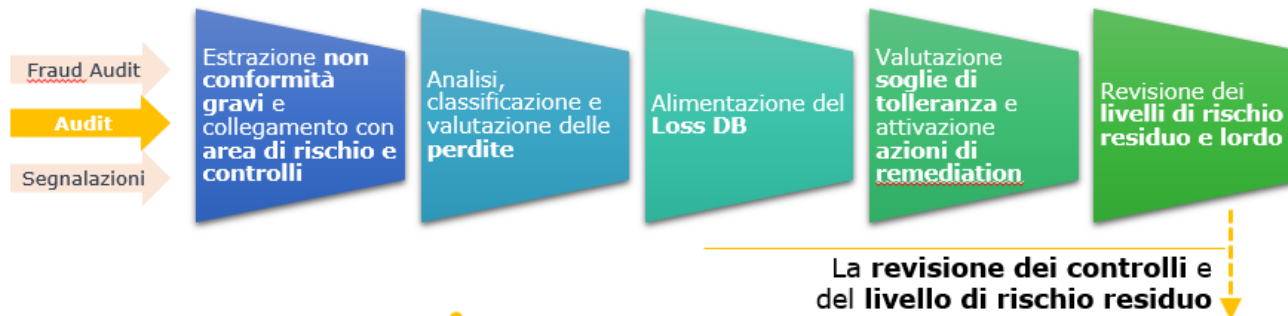 Fraud Audit
Audit
Segnalazioni
Estrazione non
conformità
gravi e
collegamento con
area di rischio e
controlli
Analisi,
classificazione e
valutazione delle
perdite
Alimentazione del
Loss DB
Valutazione
soglie di
tolleranza e
attivazione
azioni di
remediation
Revisione dei
livelli di rischio
residuo e lordo
La revisione dei controlli e
del livello di rischio residuo